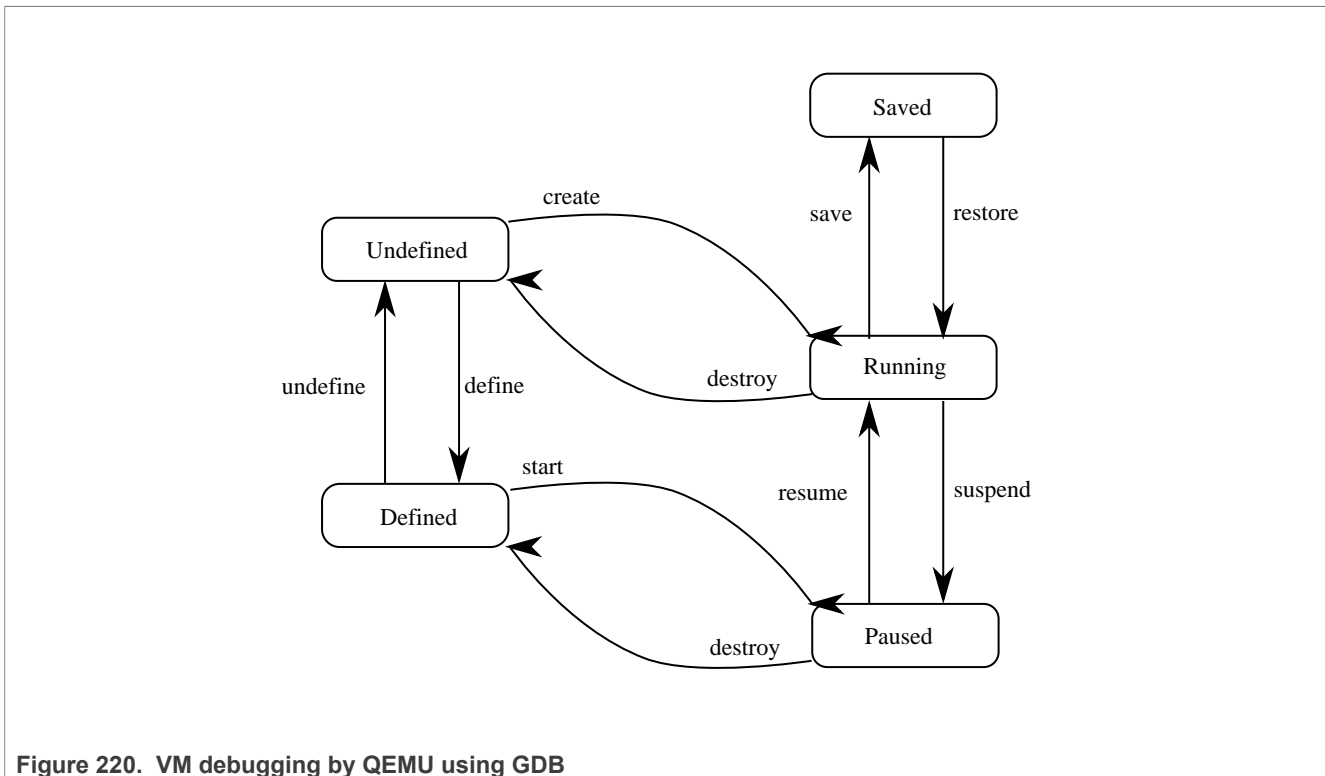 Saved
create
save
restore
Undefined
Running
destroy
undefine
define
start
resume
suspend
Defined
Paused
destroy
Figure 220. VM debugging by QEMU using GDB